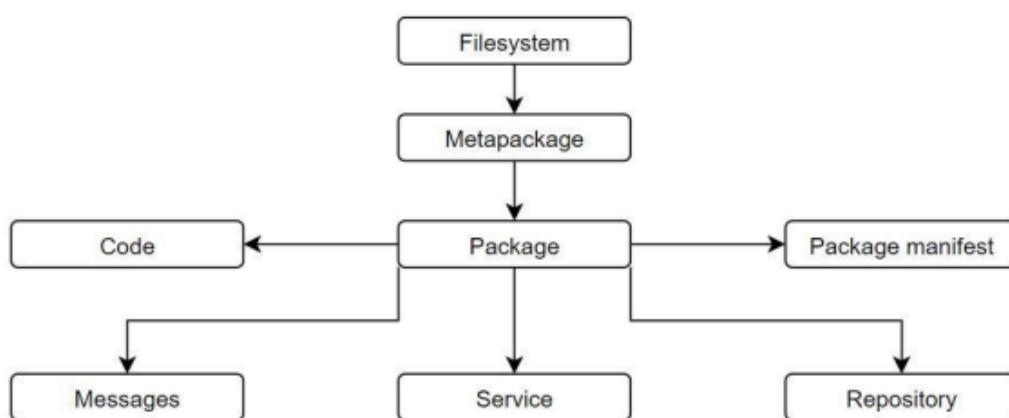 Filesystem
Metapackage
Code
Package
Package manifest
Messages
Service
Repository